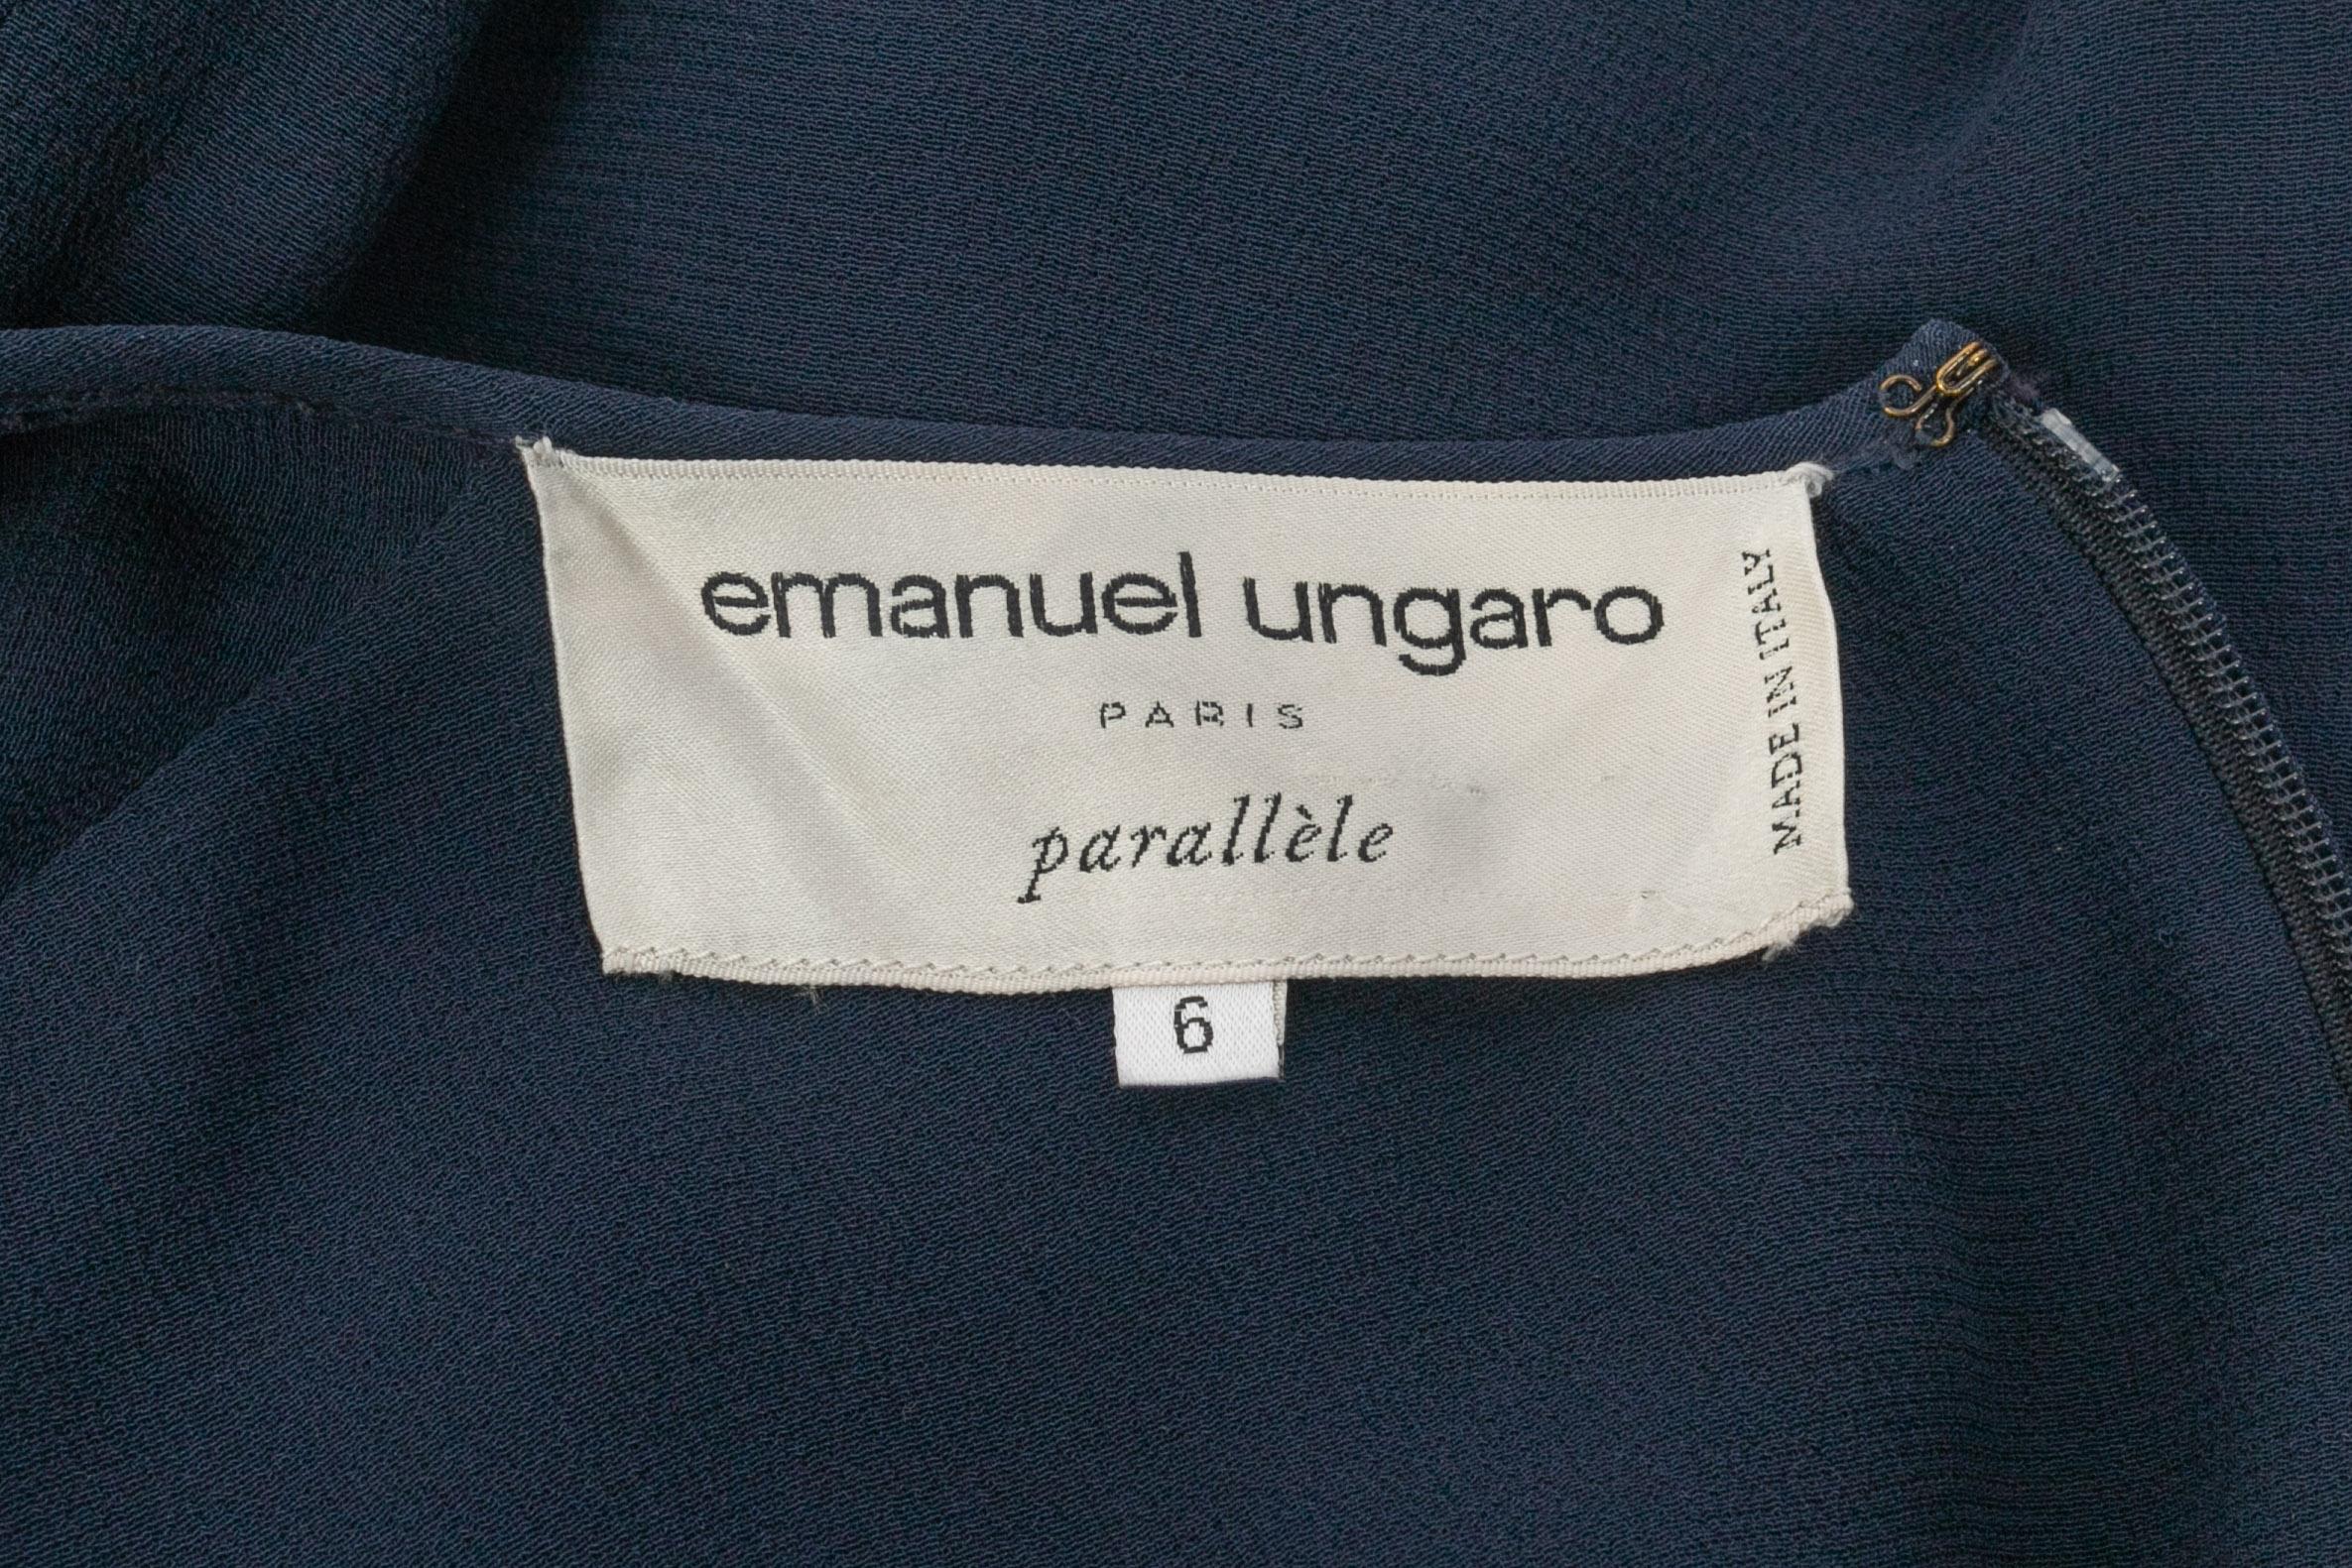 emanuel ungaro
PARIS
parallèle
MADE IN ITALY
6